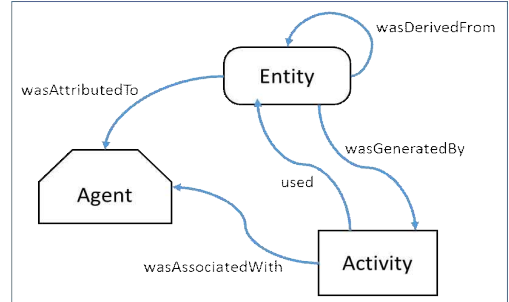 wasDerivedFrom
Entity
wasAttributedTo
wasGeneratedBy
used
Agent
wasAssociatedWith
Activity